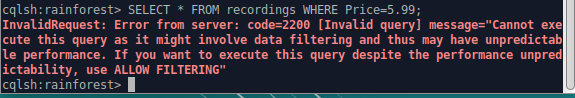 cqlsh:rainforest> SELECT * FROM recordings WHERE Price=5.99;
InvalidRequest: Error from server: code=2200 [Invalid query] message="Cannot exe
cute this query as it might involve data filtering and thus may have unpredictab
le performance. If you want to execute this query despite the performance unpred
ictability, use ALLOW FILTERING"
cqlsh:rainforest>